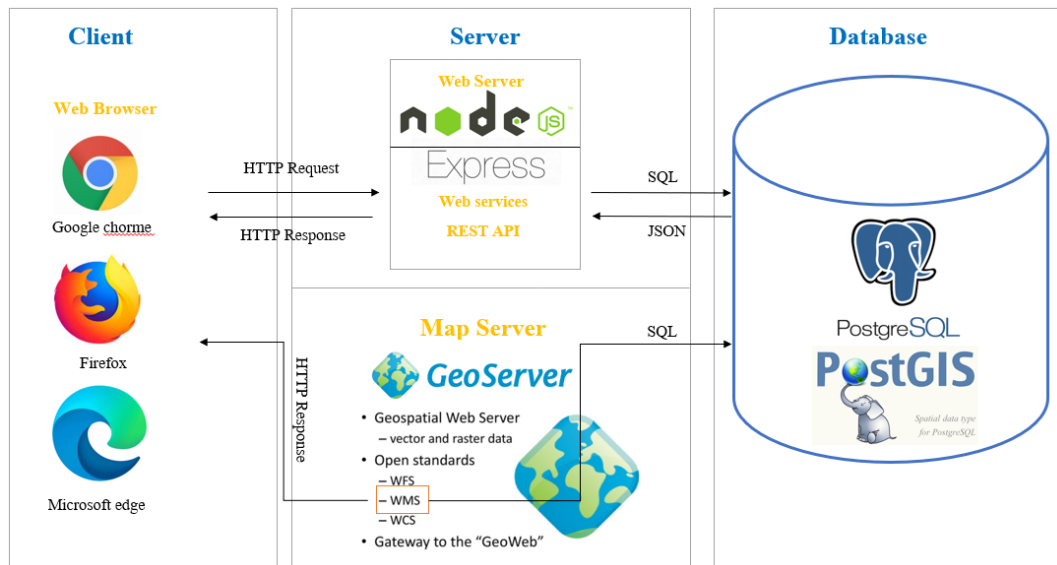 Client
Web Browser
Google chorme
Firefox
Microsoft edge
HTTP Request
HTTP Response
HTTP Response
Server
Web Server
node JS™
Express
Web services
REST API
Map Server
GeoServer
• Geospatial Web Server
– vector and raster data
• Open standards
– WFS
– WMS
– WCS
• Gateway to the “GeoWeb”
SQL
JSON
SQL
Database
PostgreSQL
PostGIS
Spatial data type
for PostgreSQL